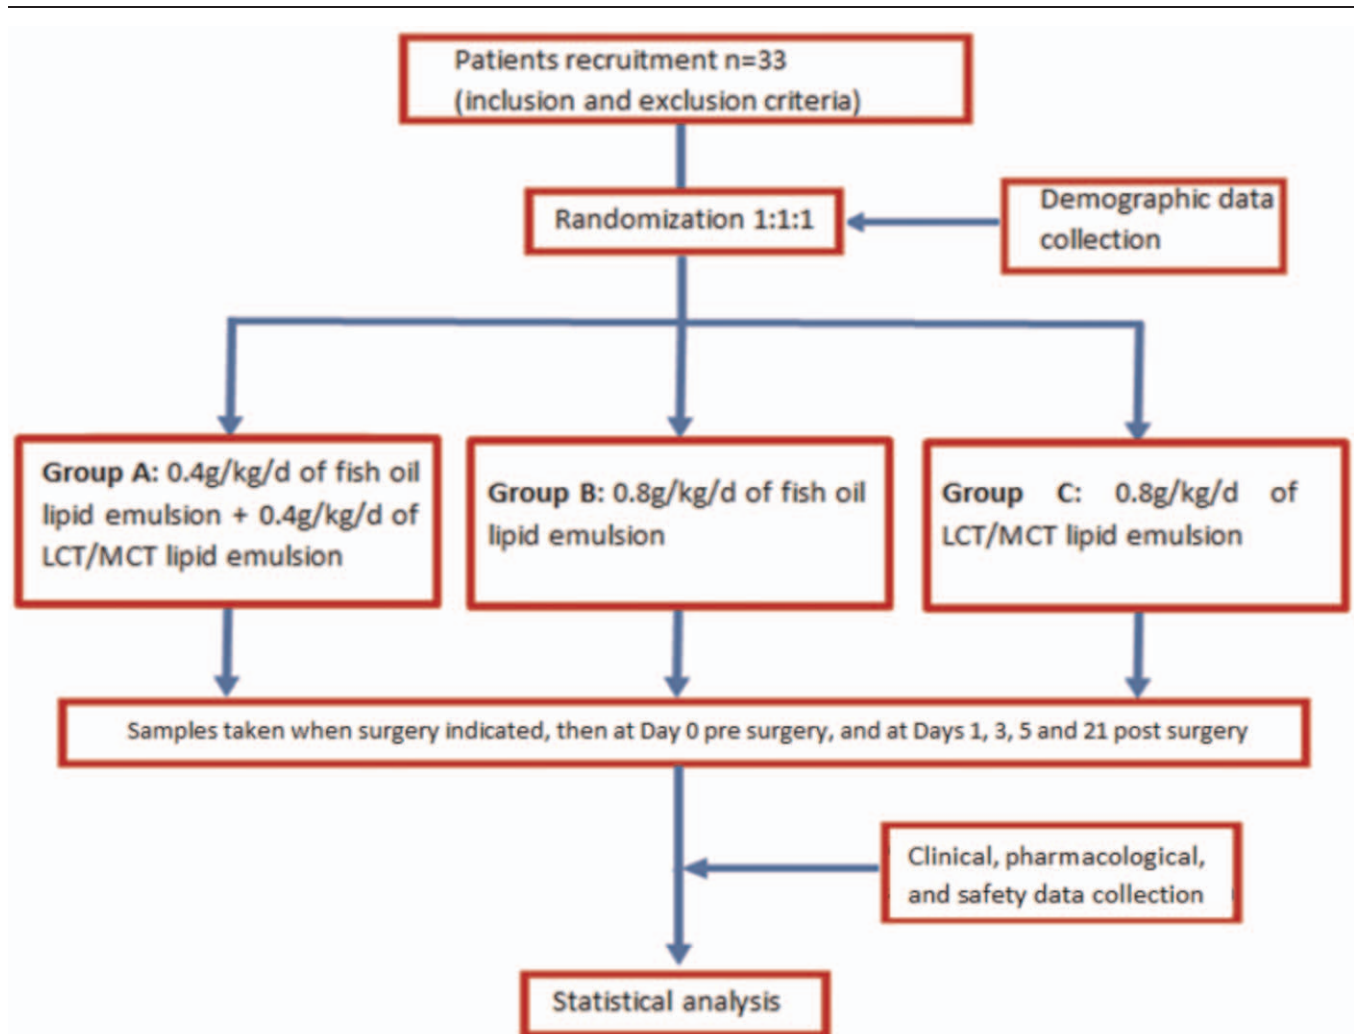 Patients recruitment n=33
(inclusion and exclusion criteria)
Randomization 1:1:1
Demographic data
collection
Group A: 0.4g/kg/d of fish oil
lipid emulsion + 0.4g/kg/d of
LCT/MCT lipid emulsion
Group B: 0.8g/kg/d of fish oil
lipid emulsion
Group C: 0.8g/kg/d of
LCT/MCT lipid emulsion
Samples taken when surgery indicated, then at Day 0 pre surgery, and at Days 1, 3, 5 and 21 post surgery
Clinical, pharmacological,
and safety data collection
Statistical analysis